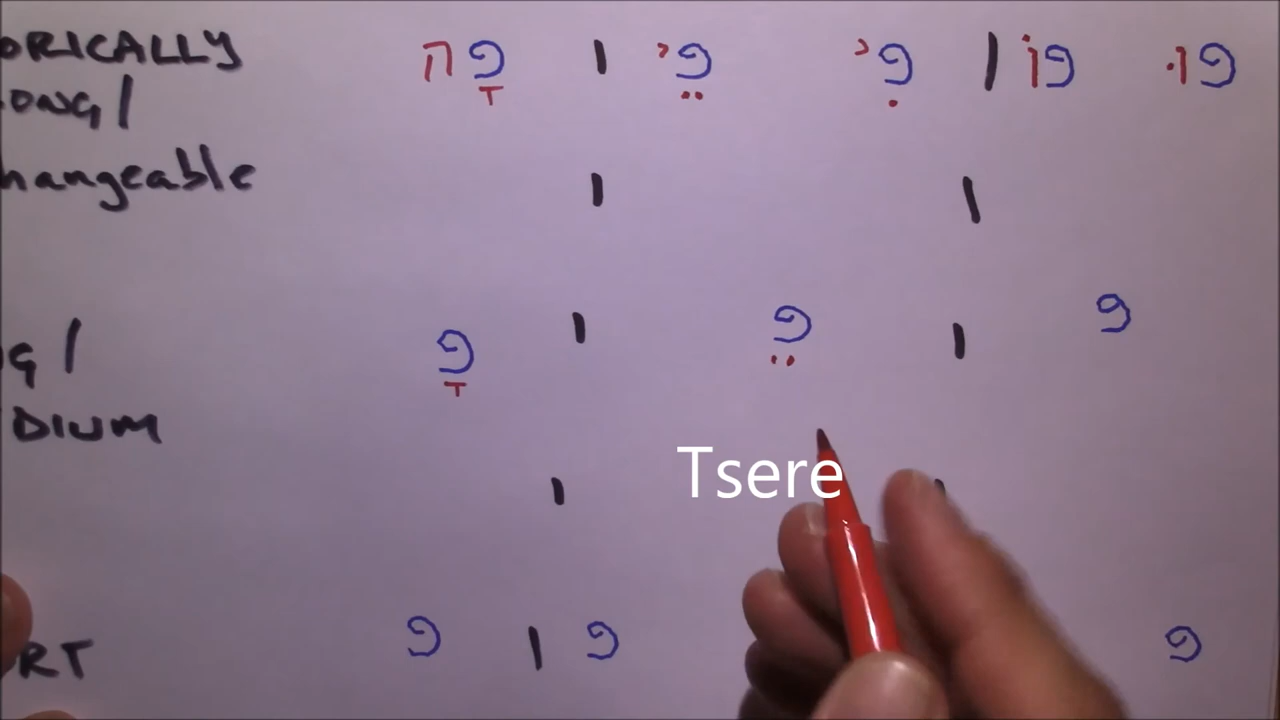 ORICALLY פָה ו פֵי פִי ו פוֹ פוּ
ONG/
hangeable
פָ פֵ פ
G/
DIUM
Tsere
RT פ פ פ